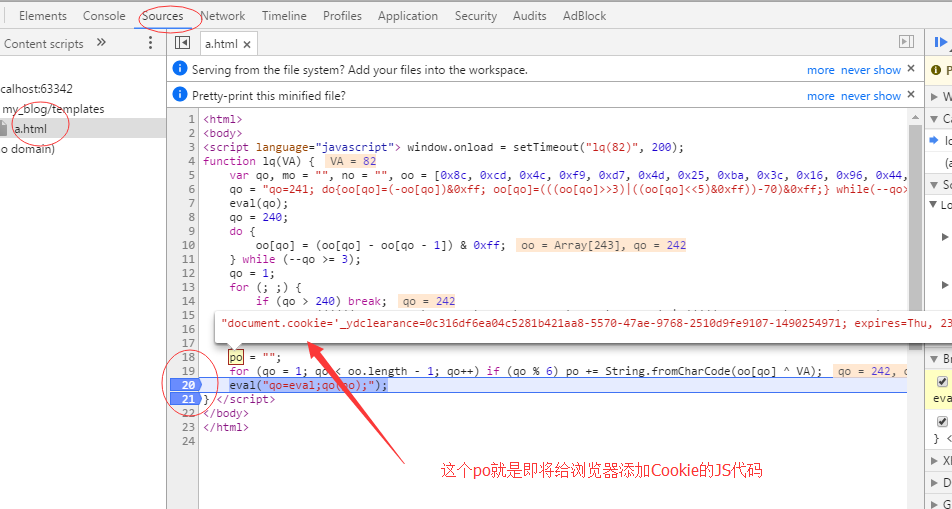 Elements Console Sources Network Timeline Profiles Application Security Audits AdBlock
Content scripts »
a.html ×
Serving from the file system? Add your files into the workspace. more never show ×
Pretty-print this minified file? more never show ×
calhost:63342
my_blog/templates
a.html
o domain)
1 <html>
2 <body>
3 <script language="javascript"> window.onload = setTimeout("lq(82)", 200);
4 function lq(VA) { VA = 82
5 var qo, mo = "", no = "", oo = [0x8c, 0xcd, 0x4c, 0xf9, 0xd7, 0x4d, 0x25, 0xba, 0x3c, 0x16, 0x96, 0x44,
6 qo = "qo=241; do{oo[qo]=(-oo[qo])&0xff; oo[qo]=(((oo[qo]>>3)|((oo[qo]<<5)&0xff))-70)&0xff;} while(--qo>
7 eval(qo);
8 qo = 240;
9 do {
10 oo[qo] = (oo[qo] - oo[qo - 1]) & 0xff; oo = Array[243], qo = 242
11 } while (--qo >= 3);
12 qo = 1;
13 for (; ;) {
14 if (qo > 240) break; qo = 242
"document.cookie='_ydclearance=0c316df6ea04c5281b421aa8-5570-47ae-9768-2510d9fe9107-1490254971; expires=Thu, 23
17
18 po = "";
19 for (qo = 1; qo < oo.length - 1; qo++) if (qo % 6) po += String.fromCharCode(oo[qo] ^ VA); qo = 242,
20 eval("qo=eval;qo(po);");
21 } </script>
22 </body>
23 </html>
24
这个po就是即将给浏览器添加Cookie的JS代码